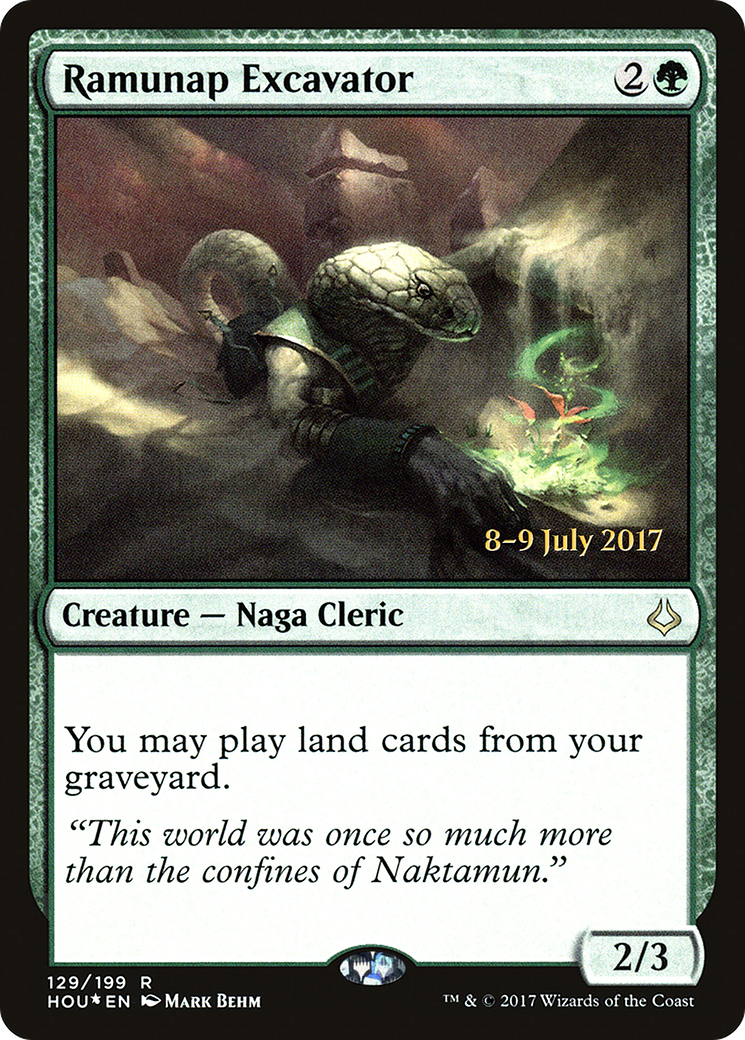 Ramunap Excavator 2
8–9 July 2017
Creature — Naga Cleric
You may play land cards from your
graveyard.
“This world was once so much more
than the confines of Naktamun.”
2/3
129/199 R
HOU★EN Mark Behm
™ & © 2017 Wizards of the Coast